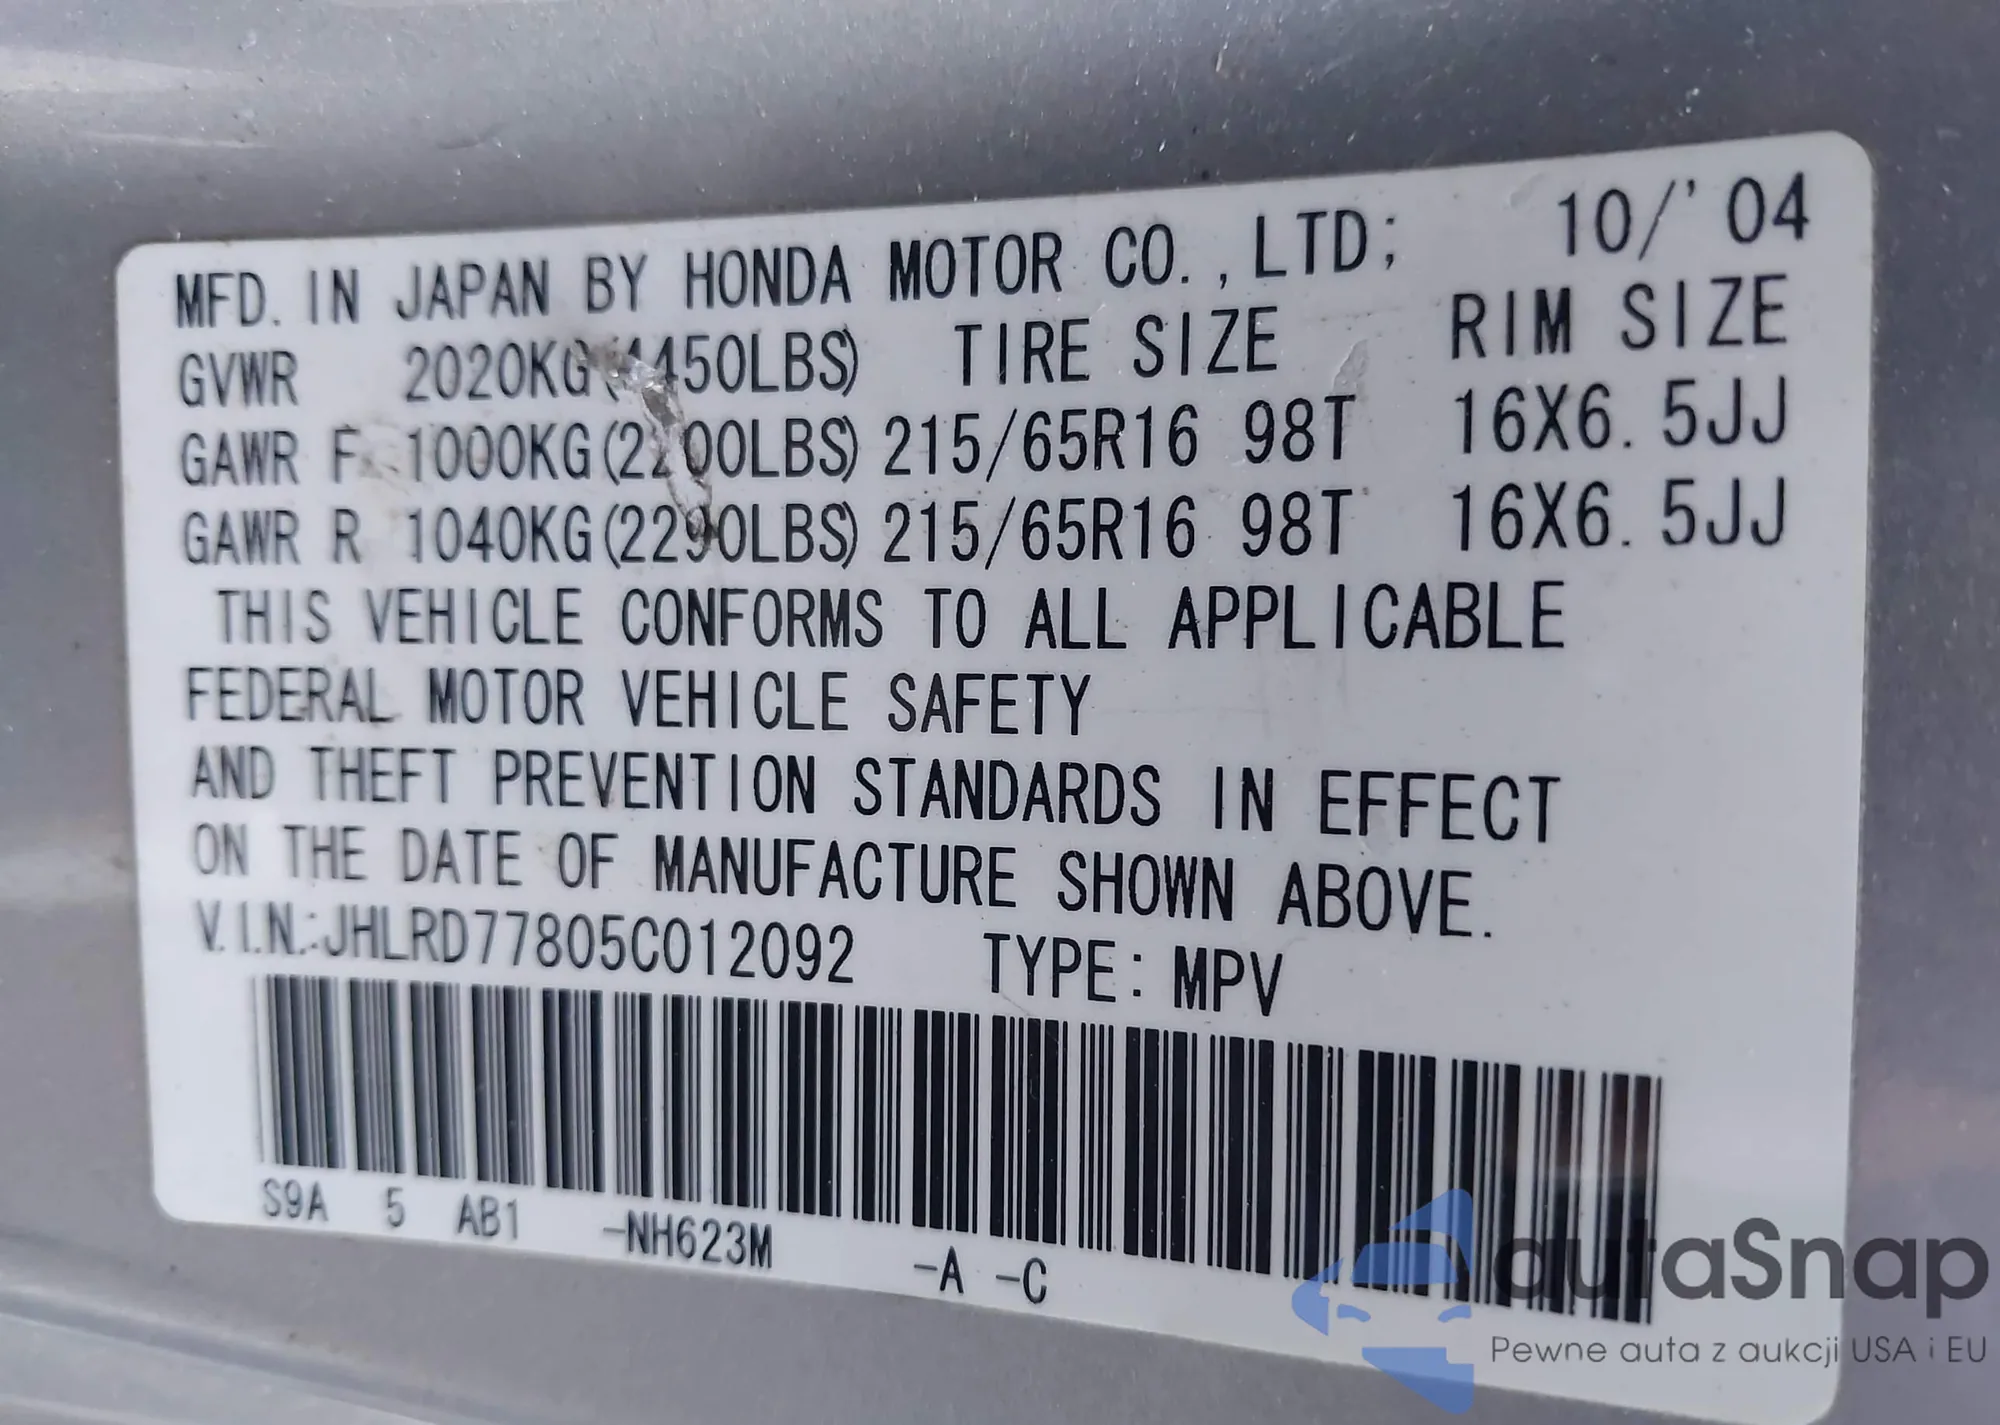 MFD. IN JAPAN BY HONDA MOTOR CO.,LTD; 10/'04
GVWR 2020KG(4450LBS) TIRE SIZE RIM SIZE
GAWR F 1000KG(2200LBS) 215/65R16 98T 16X6.5JJ
GAWR R 1040KG(2290LBS) 215/65R16 98T 16X6.5JJ
THIS VEHICLE CONFORMS TO ALL APPLICABLE
FEDERAL MOTOR VEHICLE SAFETY
AND THEFT PREVENTION STANDARDS IN EFFECT
ON THE DATE OF MANUFACTURE SHOWN ABOVE.
V.I.N.:JHLRD77805C012092 TYPE:MPV
S9A 5 AB1 -NH623M -A -C
autaSnap
Pewne auta z aukcji USA i EU